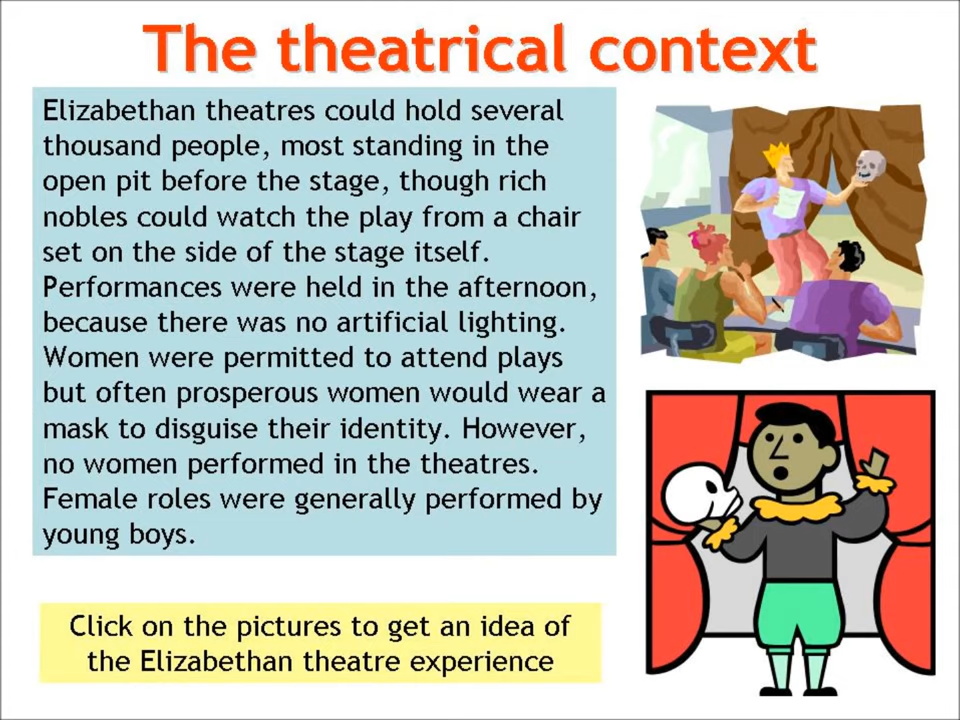 The theatrical context
Elizabethan theatres could hold several
thousand people, most standing in the
open pit before the stage, though rich
nobles could watch the play from a chair
set on the side of the stage itself.
Performances were held in the afternoon,
because there was no artificial lighting.
Women were permitted to attend plays
but often prosperous women would wear a
mask to disguise their identity. However,
no women performed in the theatres.
Female roles were generally performed by
young boys.
Click on the pictures to get an idea of
the Elizabethan theatre experience